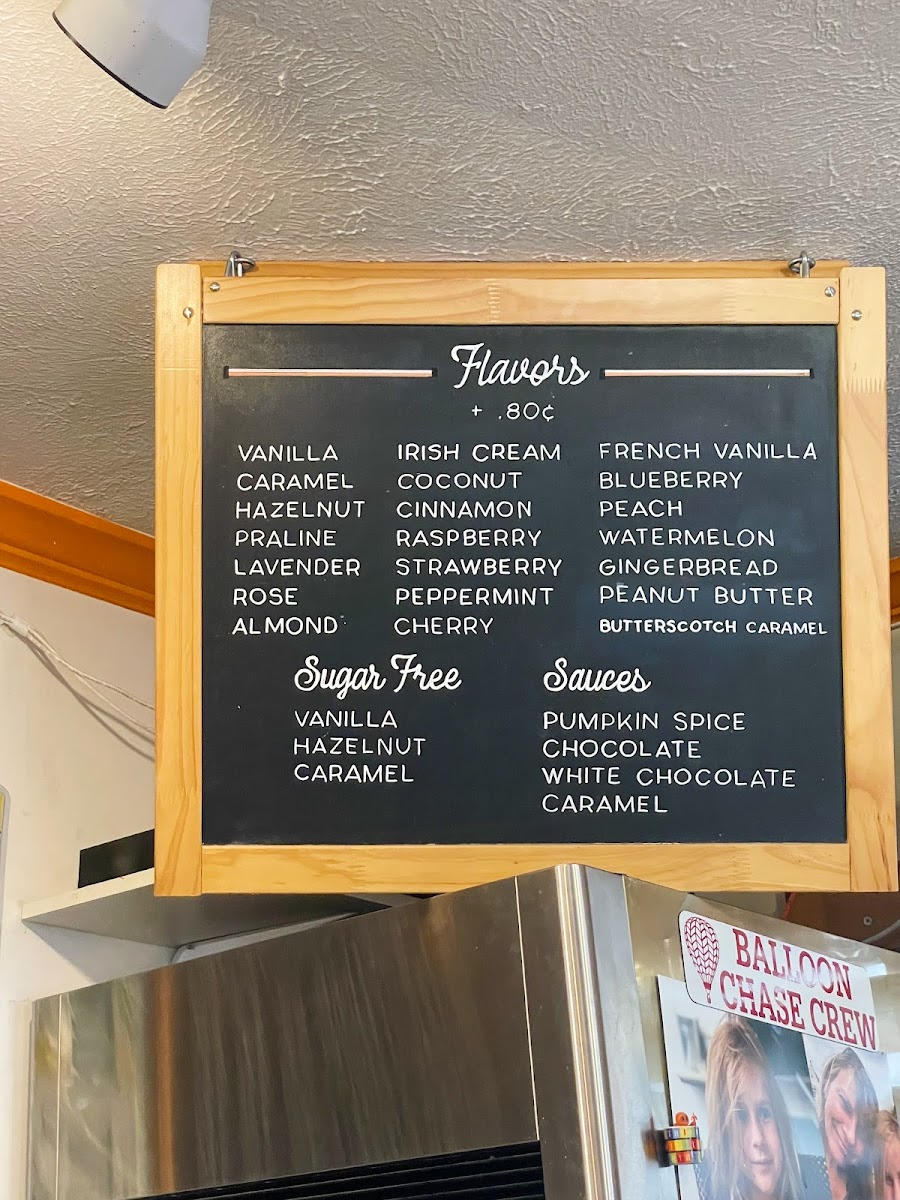 Flavors
+ .80¢
VANILLA
CARAMEL
HAZELNUT
PRALINE
LAVENDER
ROSE
ALMOND
IRISH CREAM
COCONUT
CINNAMON
RASPBERRY
STRAWBERRY
PEPPERMINT
CHERRY
FRENCH VANILLA
BLUEBERRY
PEACH
WATERMELON
GINGERBREAD
PEANUT BUTTER
BUTTERSCOTCH CARAMEL
Sugar Free
VANILLA
HAZELNUT
CARAMEL
Sauces
PUMPKIN SPICE
CHOCOLATE
WHITE CHOCOLATE
CARAMEL
BALLOON
CHASE CREW